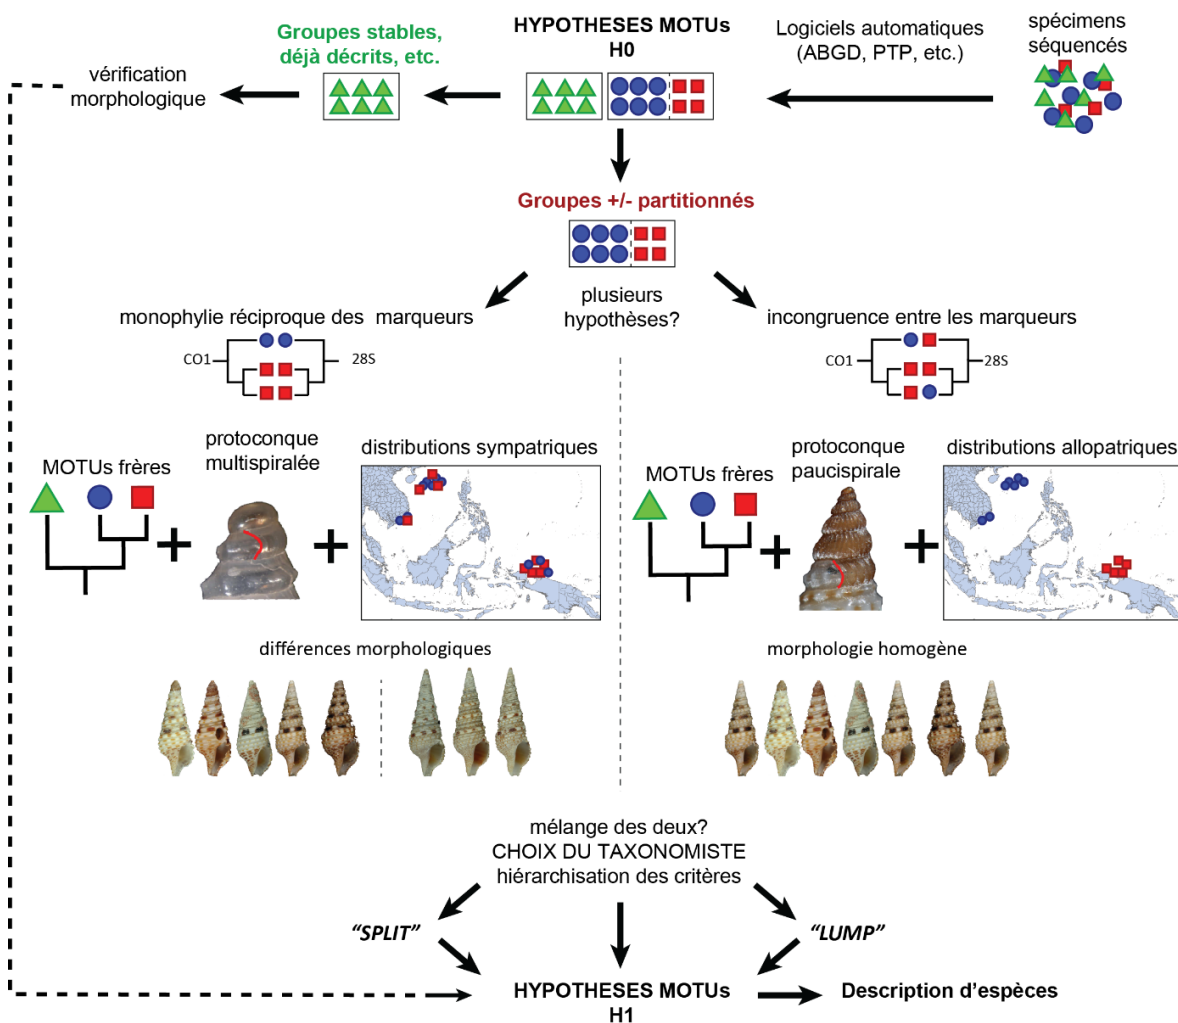 Groupes stables,
déjà décrits, etc.
HYPOTHESES MOTUs
H0
Logiciels automatiques
(ABGD, PTP, etc.)
spécimens
séquencés
vérification
morphologique
Groupes +/- partitionnés
plusieurs
hypothèses?
monophylie réciproque des marqueurs
CO1
28S
incongruence entre les marqueurs
CO1
28S
MOTUs frères
protoconque
multispiralée
distributions sympatriques
MOTUs frères
protoconque
paucispirale
distributions allopatriques
différences morphologiques
morphologie homogène
mélange des deux?
CHOIX DU TAXONOMISTE
hiérarchisation des critères
“SPLIT”
“LUMP”
HYPOTHESES MOTUs
H1
Description d’espèces